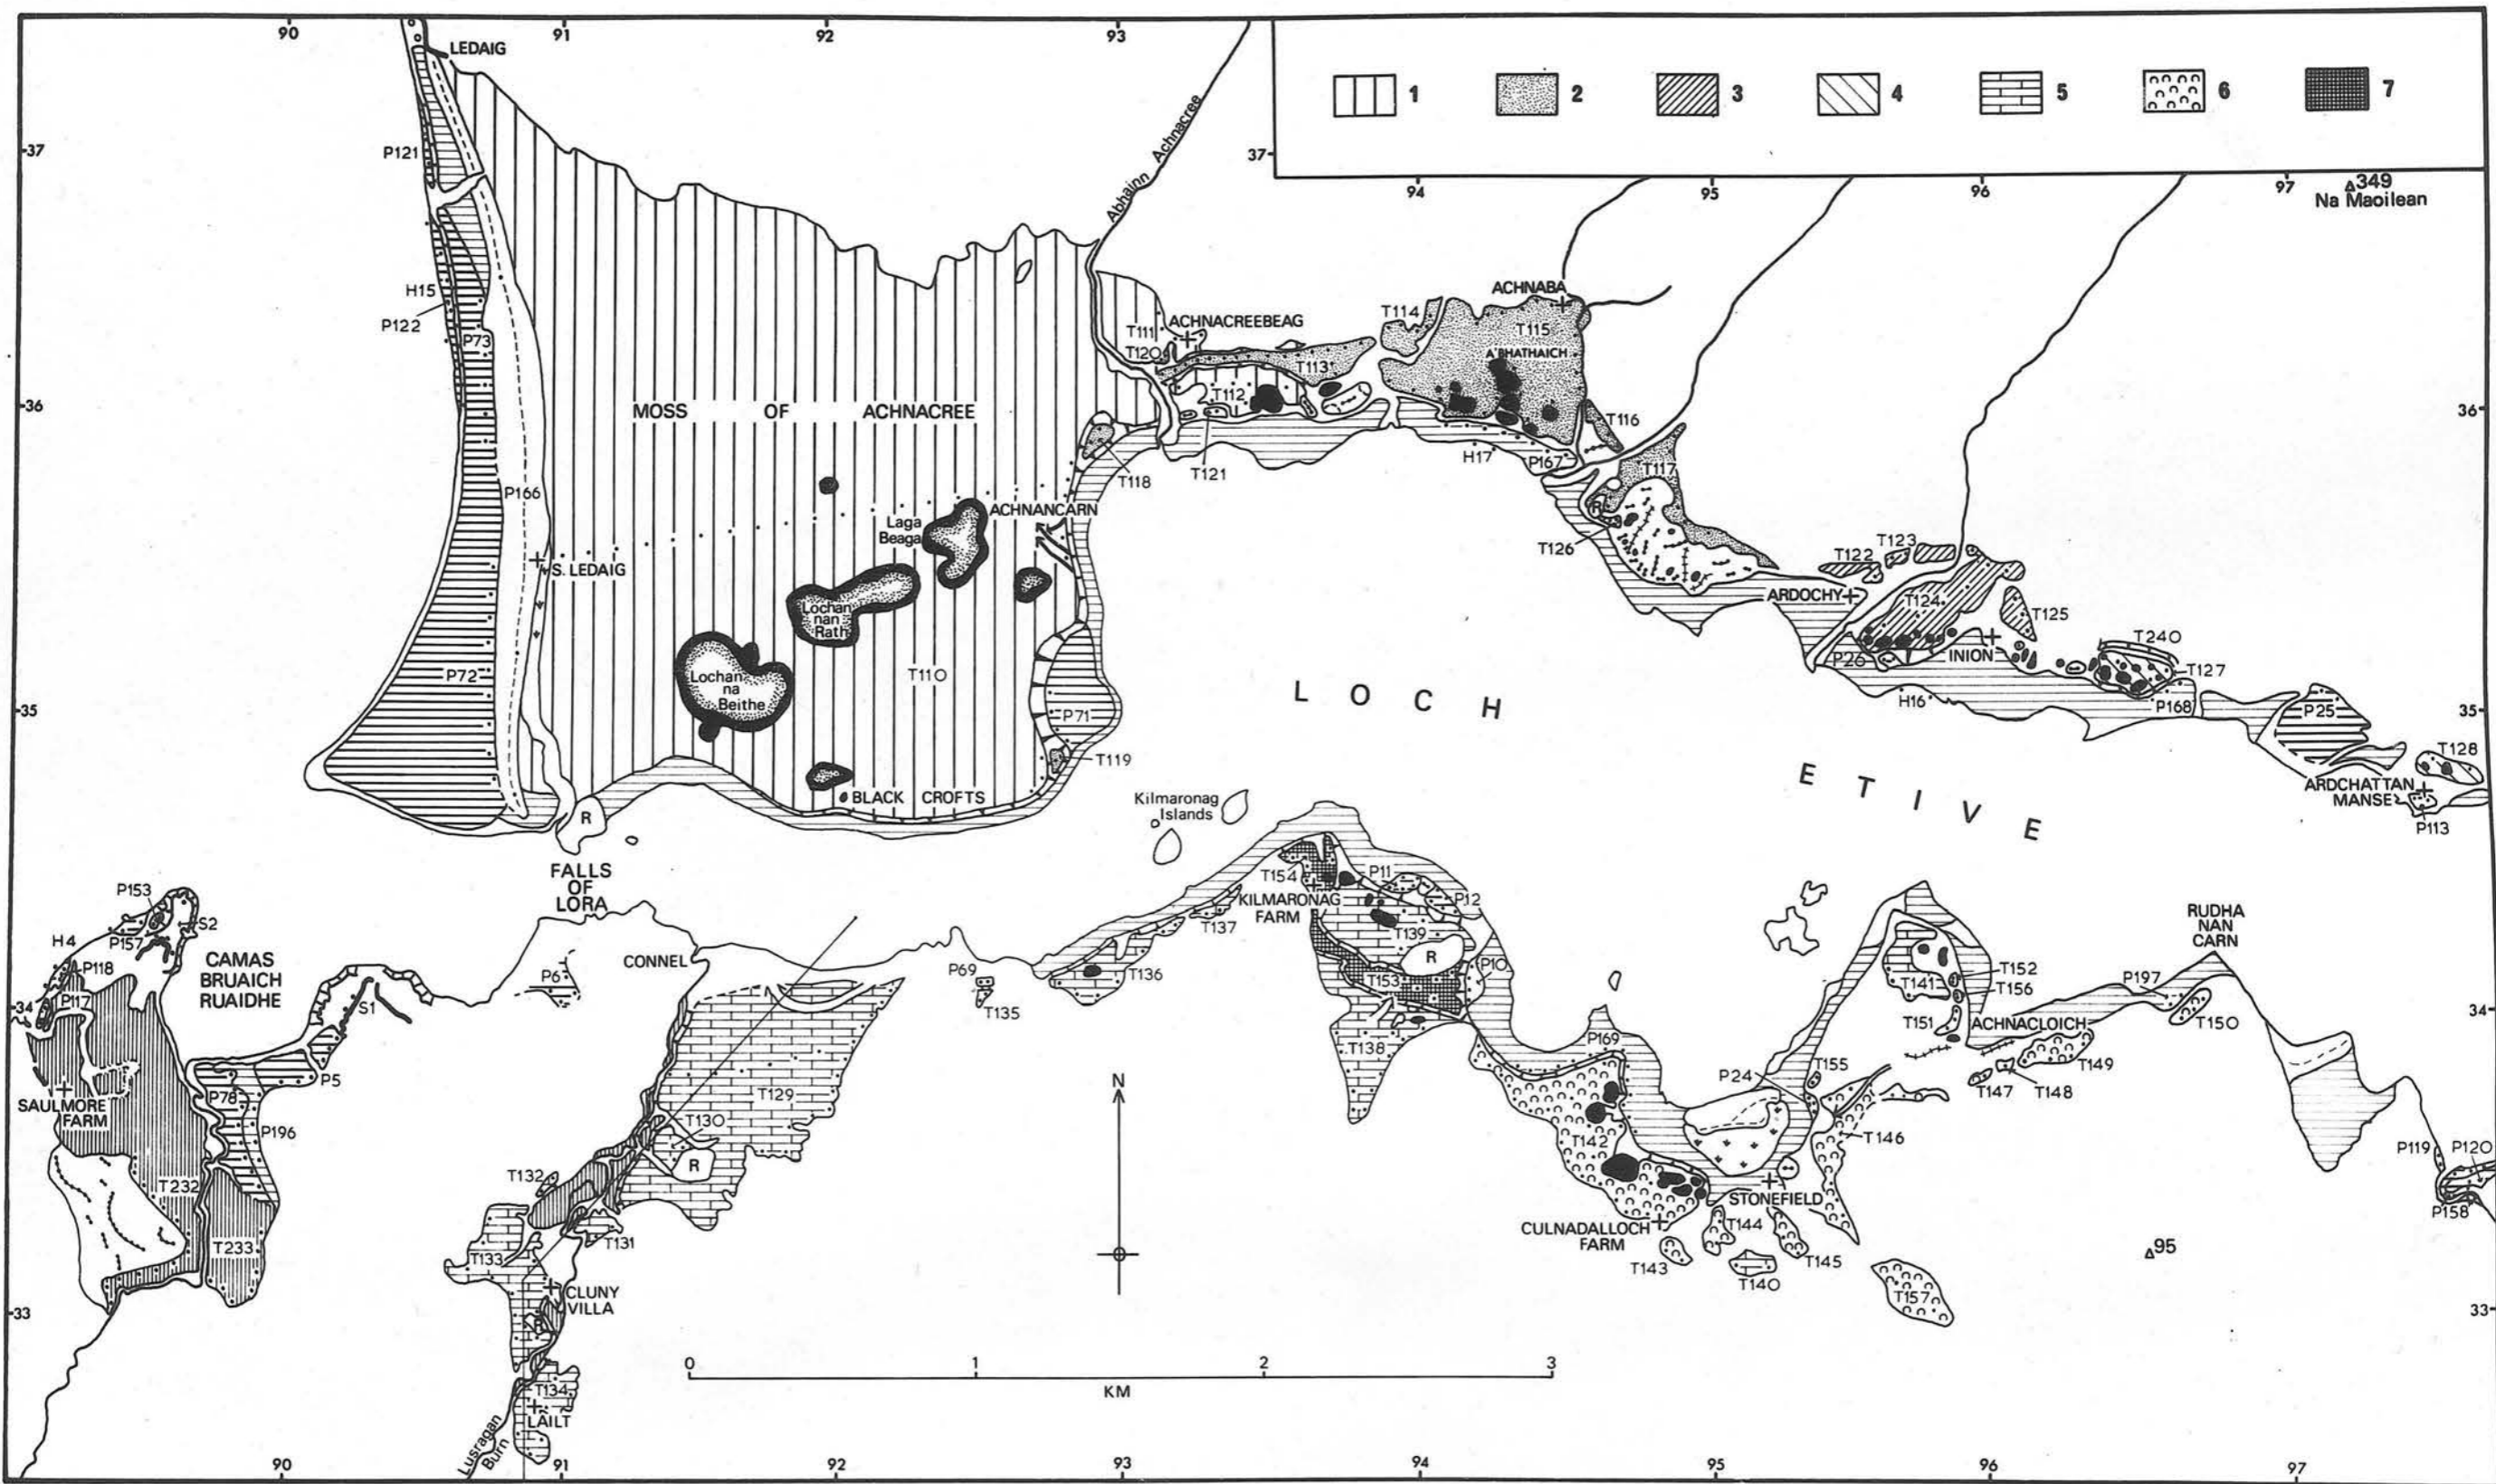 90 91 92 93
1 2 3 4 5 6 7
LEDAIG
37
37
94 95 96 97
△349
Na Maoilean
P121
Abhainn Achnacree
H15
P122
P73
ACHNABA
T114
T115
A'BHATHAICH
T111
ACHNACREEBEAG
T120
T113
T112
36
36
MOSS OF ACHNACREE
T116
H17
P167
T117
T118
T121
P166
ACHNANCARN
Laga
Beaga
R
T126
S. LEDAIG
T122
T123
ARDOCHY
T124
T125
Lochan
nan
Rath
T240
P26
INION
T127
P72
Lochan
na
Beithe
T110
LOCH
P71
H16
P168
P25
35
35
T119
T128
BLACK CROFTS
ETIVE
ARDCHATTAN
MANSE
P113
Kilmaronag
Islands
R
FALLS
OF
LORA
P153
S2
P157
H4
T154
P11
P12
KILMARONAG
FARM
T137
T139
RUDHA
NAN
CARN
CAMAS
BRUAICH
RUAIDHE
P118
P117
CONNEL
P6
P69
T136
R
P10
T153
T152
T141
T156
P197
34
34
S1
T135
T151
ACHNACLOICH
T150
T138
P169
T149
P5
P78
T129
P24
T155
T147
T148
SAULMORE
FARM
P196
T130
T142
T146
R
P119
P120
T132
T232
STONEFIELD
P158
T131
CULNADALLOCH
FARM
T144
T233
T133
T143
T140
T145
△95
CLUNY
VILLA
T157
N
33
33
R
0 1 2 3
KM
T134
LAILT
Lusragan
Burn
90 91 92 93 94 95 96 97